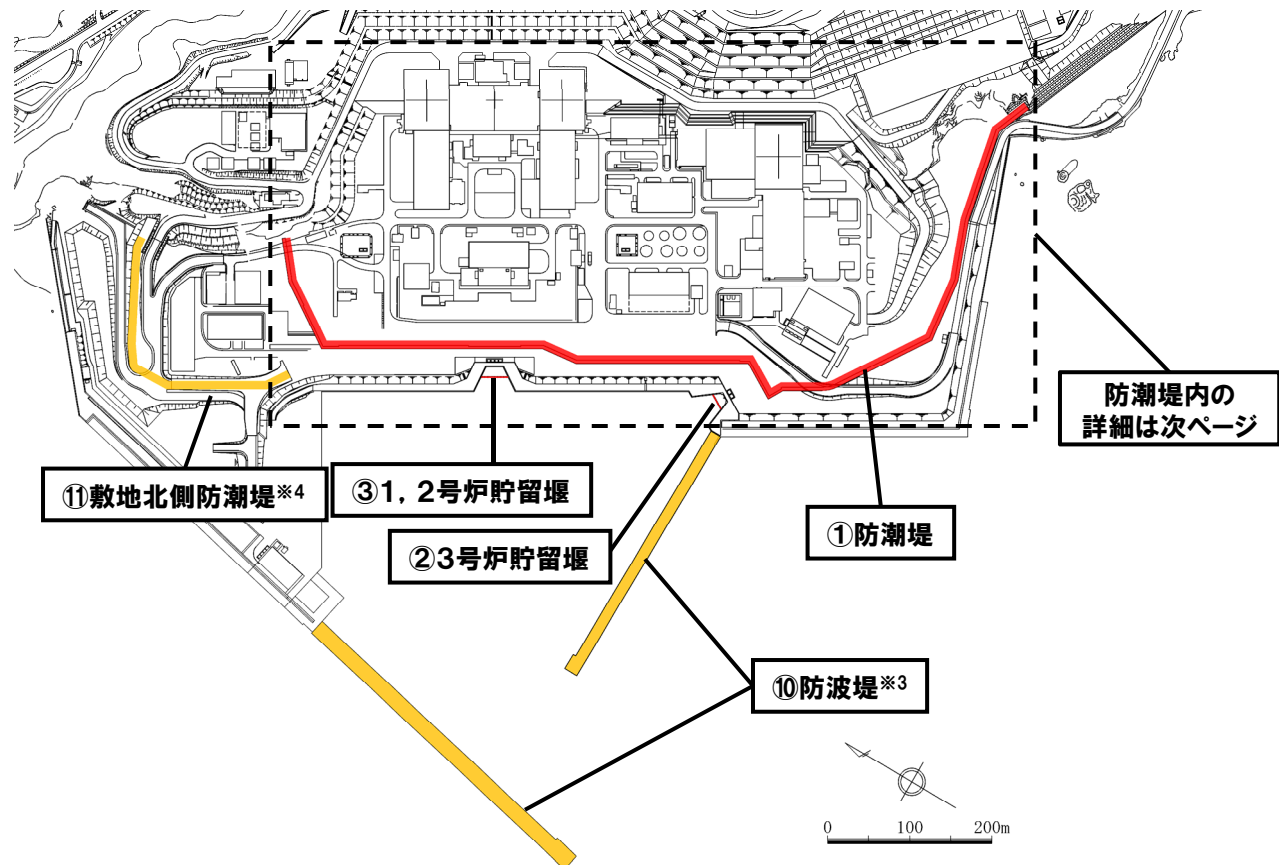 防潮堤内の
詳細は次ページ
⑪敷地北側防潮堤※4
③1，2号炉貯留堰
②3号炉貯留堰
①防潮堤
⑩防波堤※3
0 100 200m